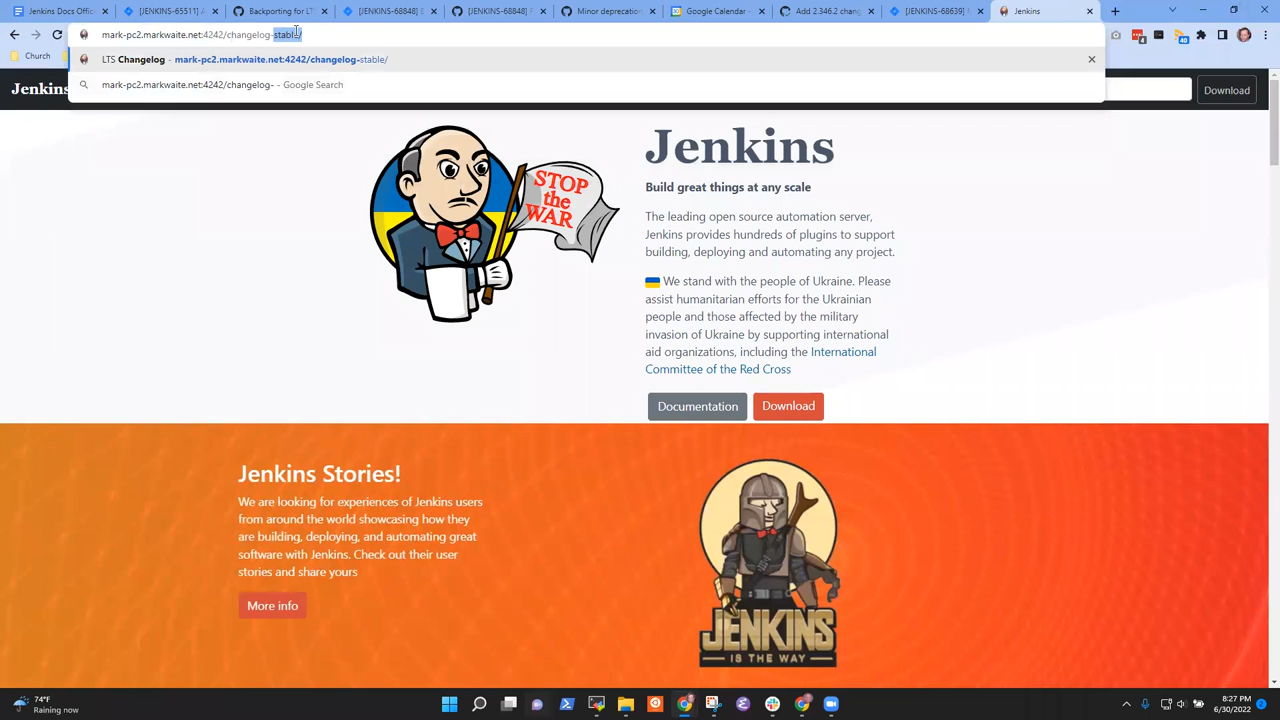 Jenkins Docs Offic
[JENKINS-65511] A
Backporting for LT
[JENKINS-68848] E
[JENKINS-68848] F
Minor deprecatio
Google Calendar -
Add 2.346.2 chang
[JENKINS-68639] 
Jenkins
mark-pc2.markwaite.net:4242/changelog-stable/
LTS Changelog - mark-pc2.markwaite.net:4242/changelog-stable/
mark-pc2.markwaite.net:4242/changelog- - Google Search
Church
Jenkins
Download
Jenkins
Build great things at any scale
The leading open source automation server,
Jenkins provides hundreds of plugins to support
building, deploying and automating any project.
We stand with the people of Ukraine. Please
assist humanitarian efforts for the Ukrainian
people and those affected by the military
invasion of Ukraine by supporting international
aid organizations, including the International
Committee of the Red Cross
Documentation
Download
STOP
the
WAR
Jenkins Stories!
We are looking for experiences of Jenkins users
from around the world showcasing how they
are building, deploying, and automating great
software with Jenkins. Check out their user
stories and share yours
More info
JENKINS
IS THE WAY
74°F
Raining now
8:27 PM
6/30/2022
2